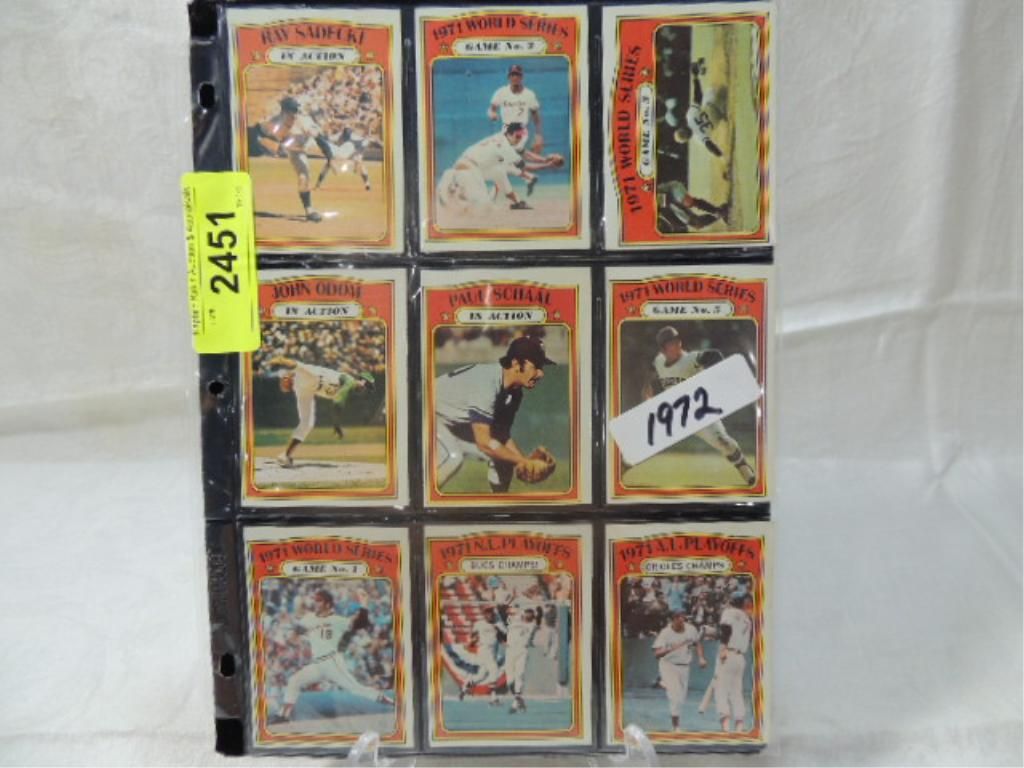 RAY SADECKI
IN ACTION
1971 WORLD SERIES
GAME No. 2
1971 WORLD SERIES
GAME No. 3
35
2451
JOHN ODOM
IN ACTION
PAUL SCHAAL
IN ACTION
1971 WORLD SERIES
GAME No. 5
1972
1971 WORLD SERIES
GAME No. 1
18
1971 N.L. PLAYOFFS
BUCS CHAMPS!
1971 A.L. PLAYOFFS
ORIOLES CHAMPS